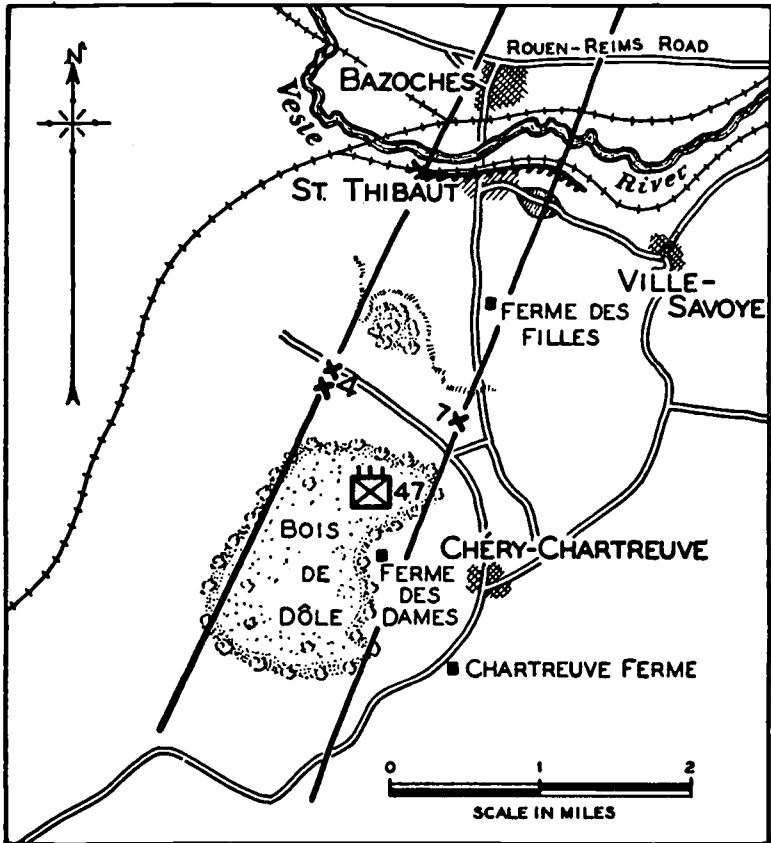 N
ROUEN-REIMS ROAD
BAZOCHES
Vesle
River
ST. THIBAUT
VILLE-
SAVOYE
FERME DES
FILLES
4
7
47
BOIS
DE
DÔLE
CHÉRY-CHARTREUVE
FERME
DES
DAMES
CHARTREUVE FERME
0 1 2
SCALE IN MILES